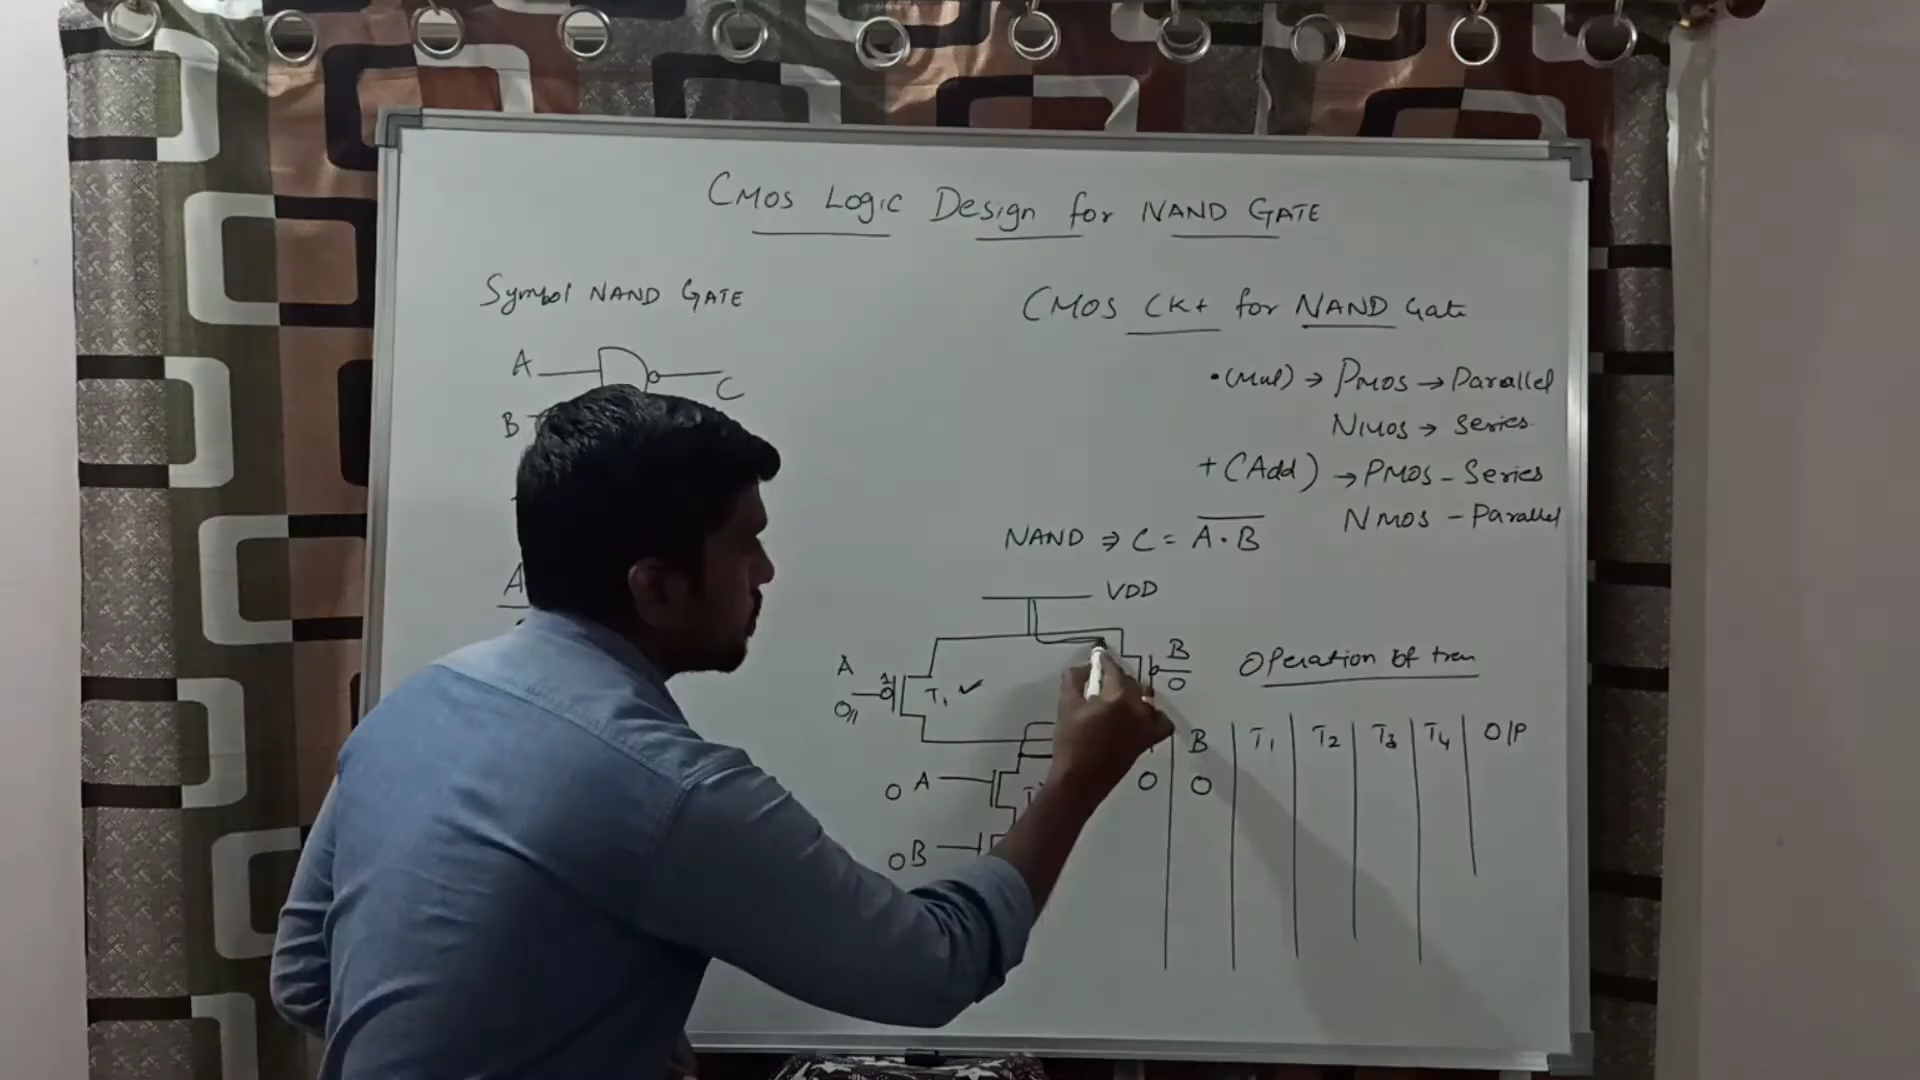 CMOS LOGIC Design for NAND GATE
Symbol NAND GATE
A
C
B
A
CMOS CKt for NAND Gate
•(Mul) → PMOS → Parallel
NMOS → Series
+ (Add) → PMOS - Series
NMOS - Parallel
NAND ⇒ C = A·B
VDD
A
0
T1 ✓
B
0
0 A
0 B
Operation of tran
B T1 T2 T3 T4 O/P
0 0